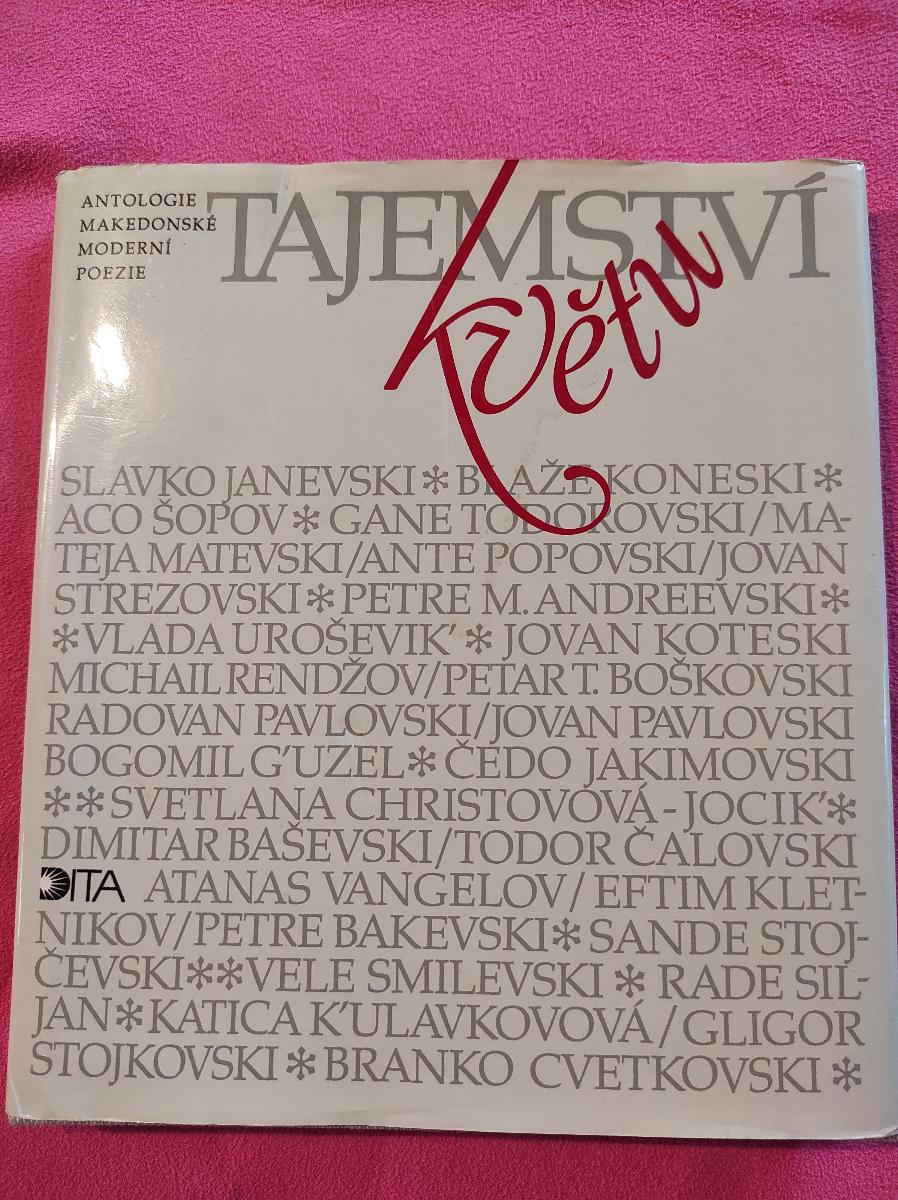 ANTOLOGIE
MAKEDONSKÉ
MODERNÍ
POEZIE
TAJEMSTVÍ
květu
SLAVKO JANEVSKI * BLAŽE KONESKI *
ACO ŠOPOV * GANE TODOROVSKI / MA-
TEJA MATEVSKI / ANTE POPOVSKI / JOVAN
STREZOVSKI * PETRE M. ANDREEVSKI *
* VLADA UROŠEVIK' * JOVAN KOTESKI
MICHAIL RENDŽOV / PETAR T. BOŠKOVSKI
RADOVAN PAVLOVSKI / JOVAN PAVLOVSKI
BOGOMIL G'UZEL * ČEDO JAKIMOVSKI
** SVETLANA CHRISTOVOVÁ - JOCIK' *
DIMITAR BAŠEVSKI / TODOR ČALOVSKI
DITA ATANAS VANGELOV / EFTIM KLET-
NIKOV / PETRE BAKEVSKI * SANDE STOJ-
ČEVSKI ** VELE SMILEVSKI * RADE SIL-
JAN * KATICA K'ULAVKOVOVÁ / GLIGOR
STOJKOVSKI * BRANKO CVETKOVSKI *